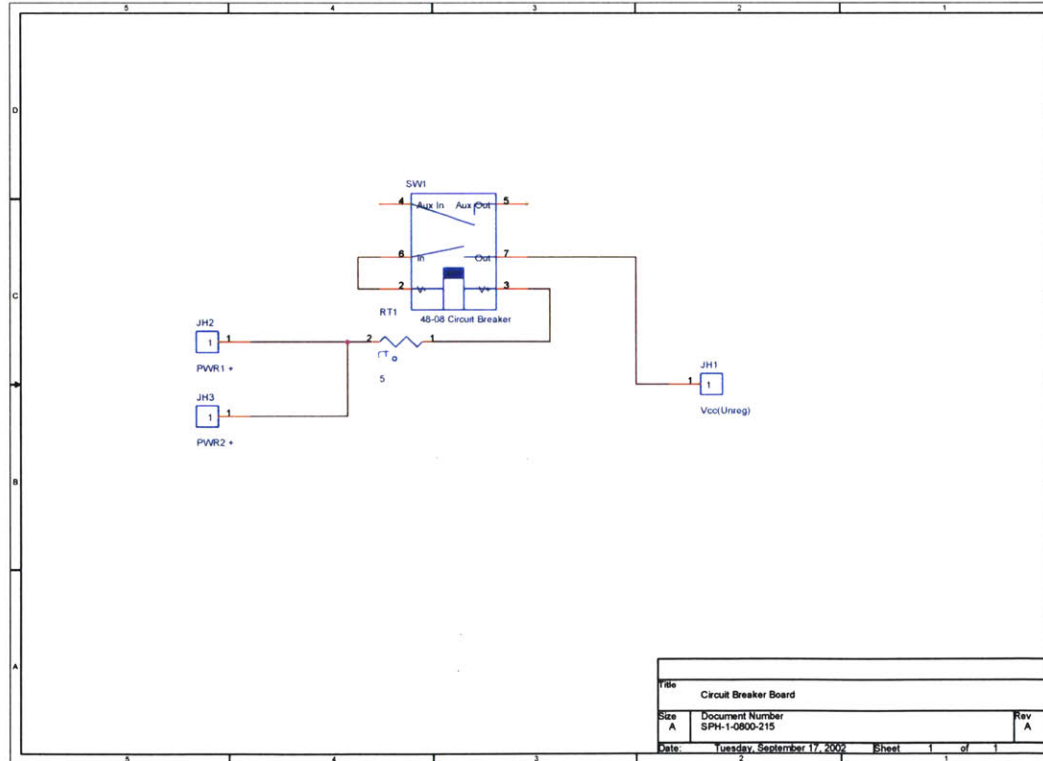 5 4 3 2 1
D
SW1
4 Aux In Aux Out 5
6 In Out 7
C
2 V- V+ 3
RT1 48-08 Circuit Breaker
JH2
1 1 2 1
PWR1 +
5
JH1
1 1
JH3 Vcc(Unreg)
1 1
PWR2 +
B
A
Title
Circuit Breaker Board
Size Document Number Rev
A SPH-1-0800-215 A
Date: Tuesday, September 17, 2002 Sheet 1 of 1
5 4 3 2 1